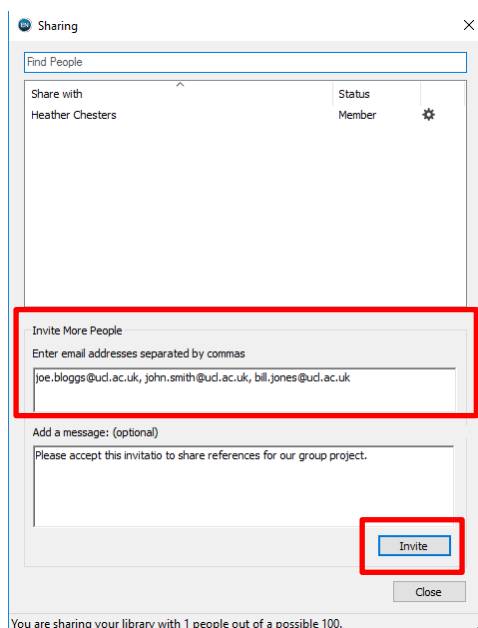 EN Sharing
Find People
Share with Status
Heather Chesters Member
Invite More People
Enter email addresses separated by commas
joe.bloggs@ucl.ac.uk, john.smith@ucl.ac.uk, bill.jones@ucl.ac.uk
Add a message: (optional)
Please accept this invitatio to share references for our group project.
Invite
Close
You are sharing your library with 1 people out of a possible 100.